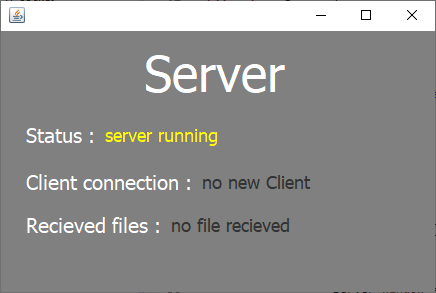 Server
Status : server running
Client connection : no new Client
Recieved files : no file recieved